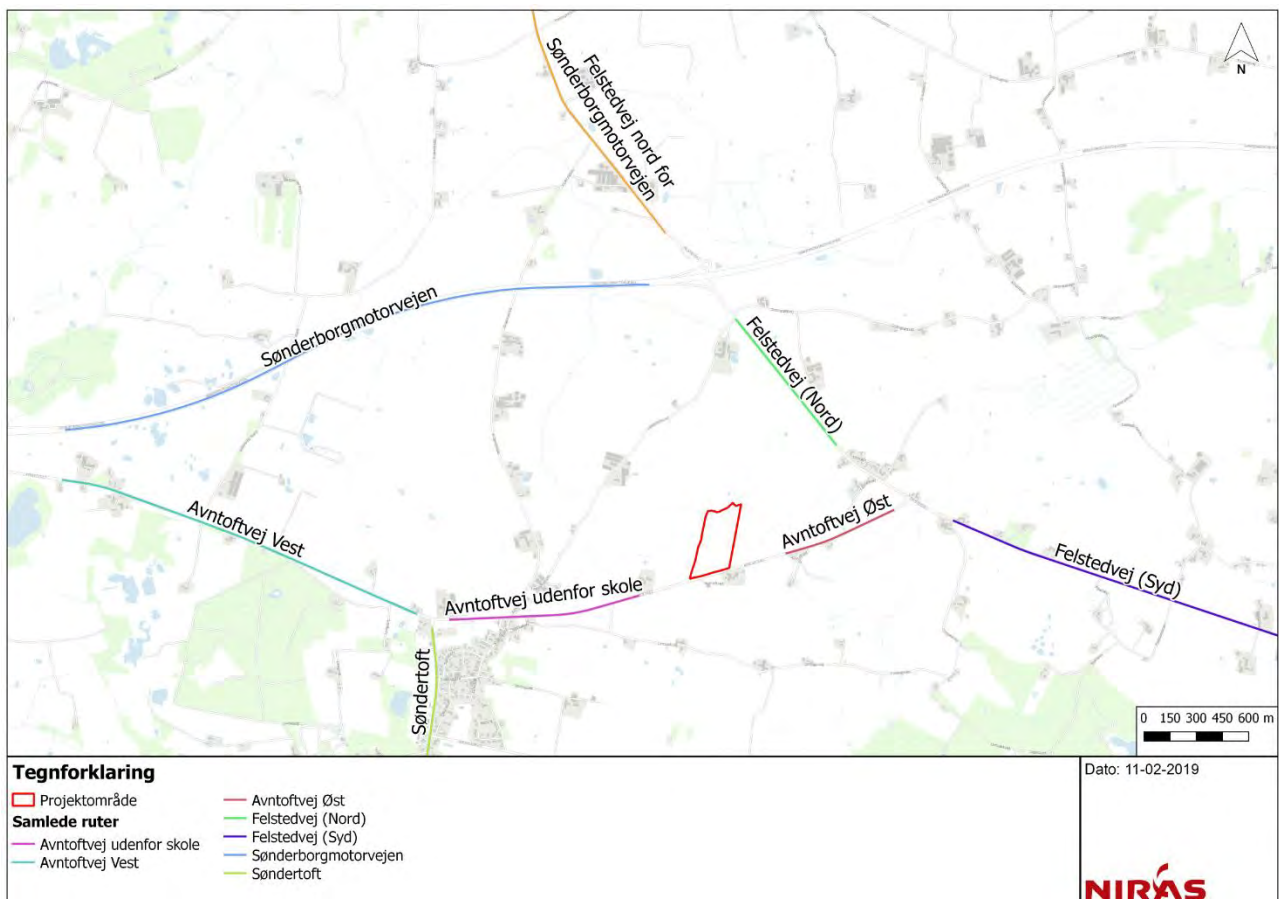 N
Felstedvej nord for
Sønderborgmotorvejen
Sønderborgmotorvejen
Felstedvej (Nord)
Avntoftvej Vest
Avntoftvej Øst
Avntoftvej udenfor skole
Felstedvej (Syd)
Søndertoft
0 150 300 450 600 m
Tegnforklaring
Projektområde
Samlede ruter
Avntoftvej udenfor skole
Avntoftvej Vest
Avntoftvej Øst
Felstedvej (Nord)
Felstedvej (Syd)
Sønderborgmotorvejen
Søndertoft
Dato: 11-02-2019
NIRAS